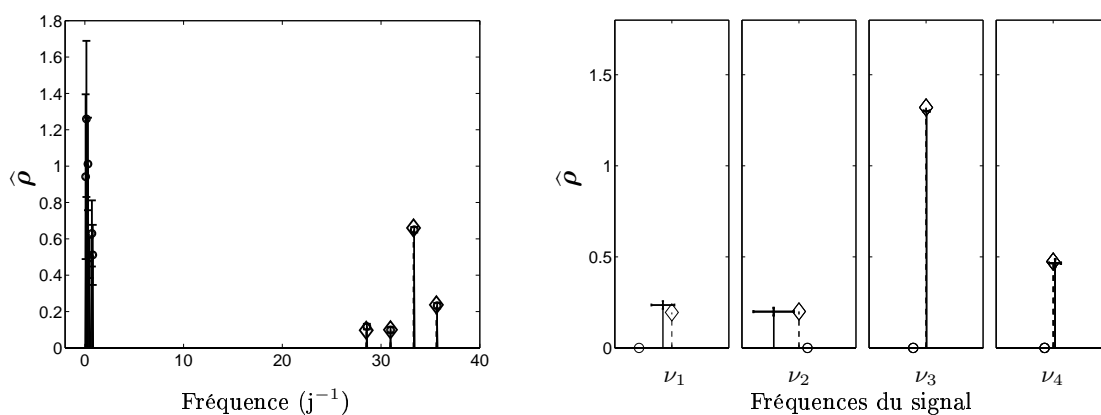 1.8
1.6
1.4
1.2
1
0.8
0.6
0.4
0.2
0
ρ̂
0 10 20 30 40
Fréquence (j⁻¹)
1.5
1
0.5
0
ρ̂
ν₁ ν₂ ν₃ ν₄
Fréquences du signal